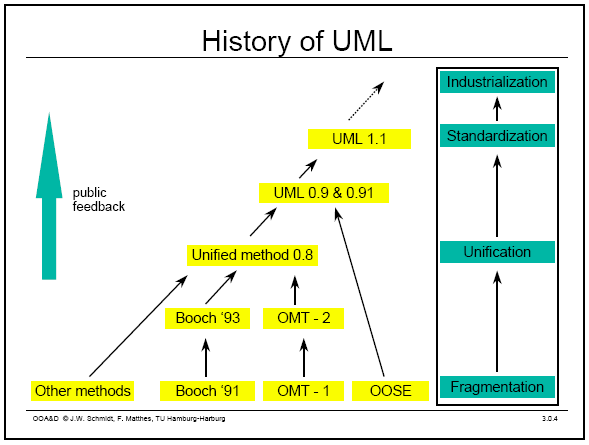 History of UML
Industrialization
UML 1.1
Standardization
public
feedback
UML 0.9 & 0.91
Unified method 0.8
Unification
Booch ‘93
OMT - 2
Other methods
Booch ‘91
OMT - 1
OOSE
Fragmentation
OOA&D © J.W. Schmidt, F. Matthes, TU Hamburg-Harburg
3.0.4